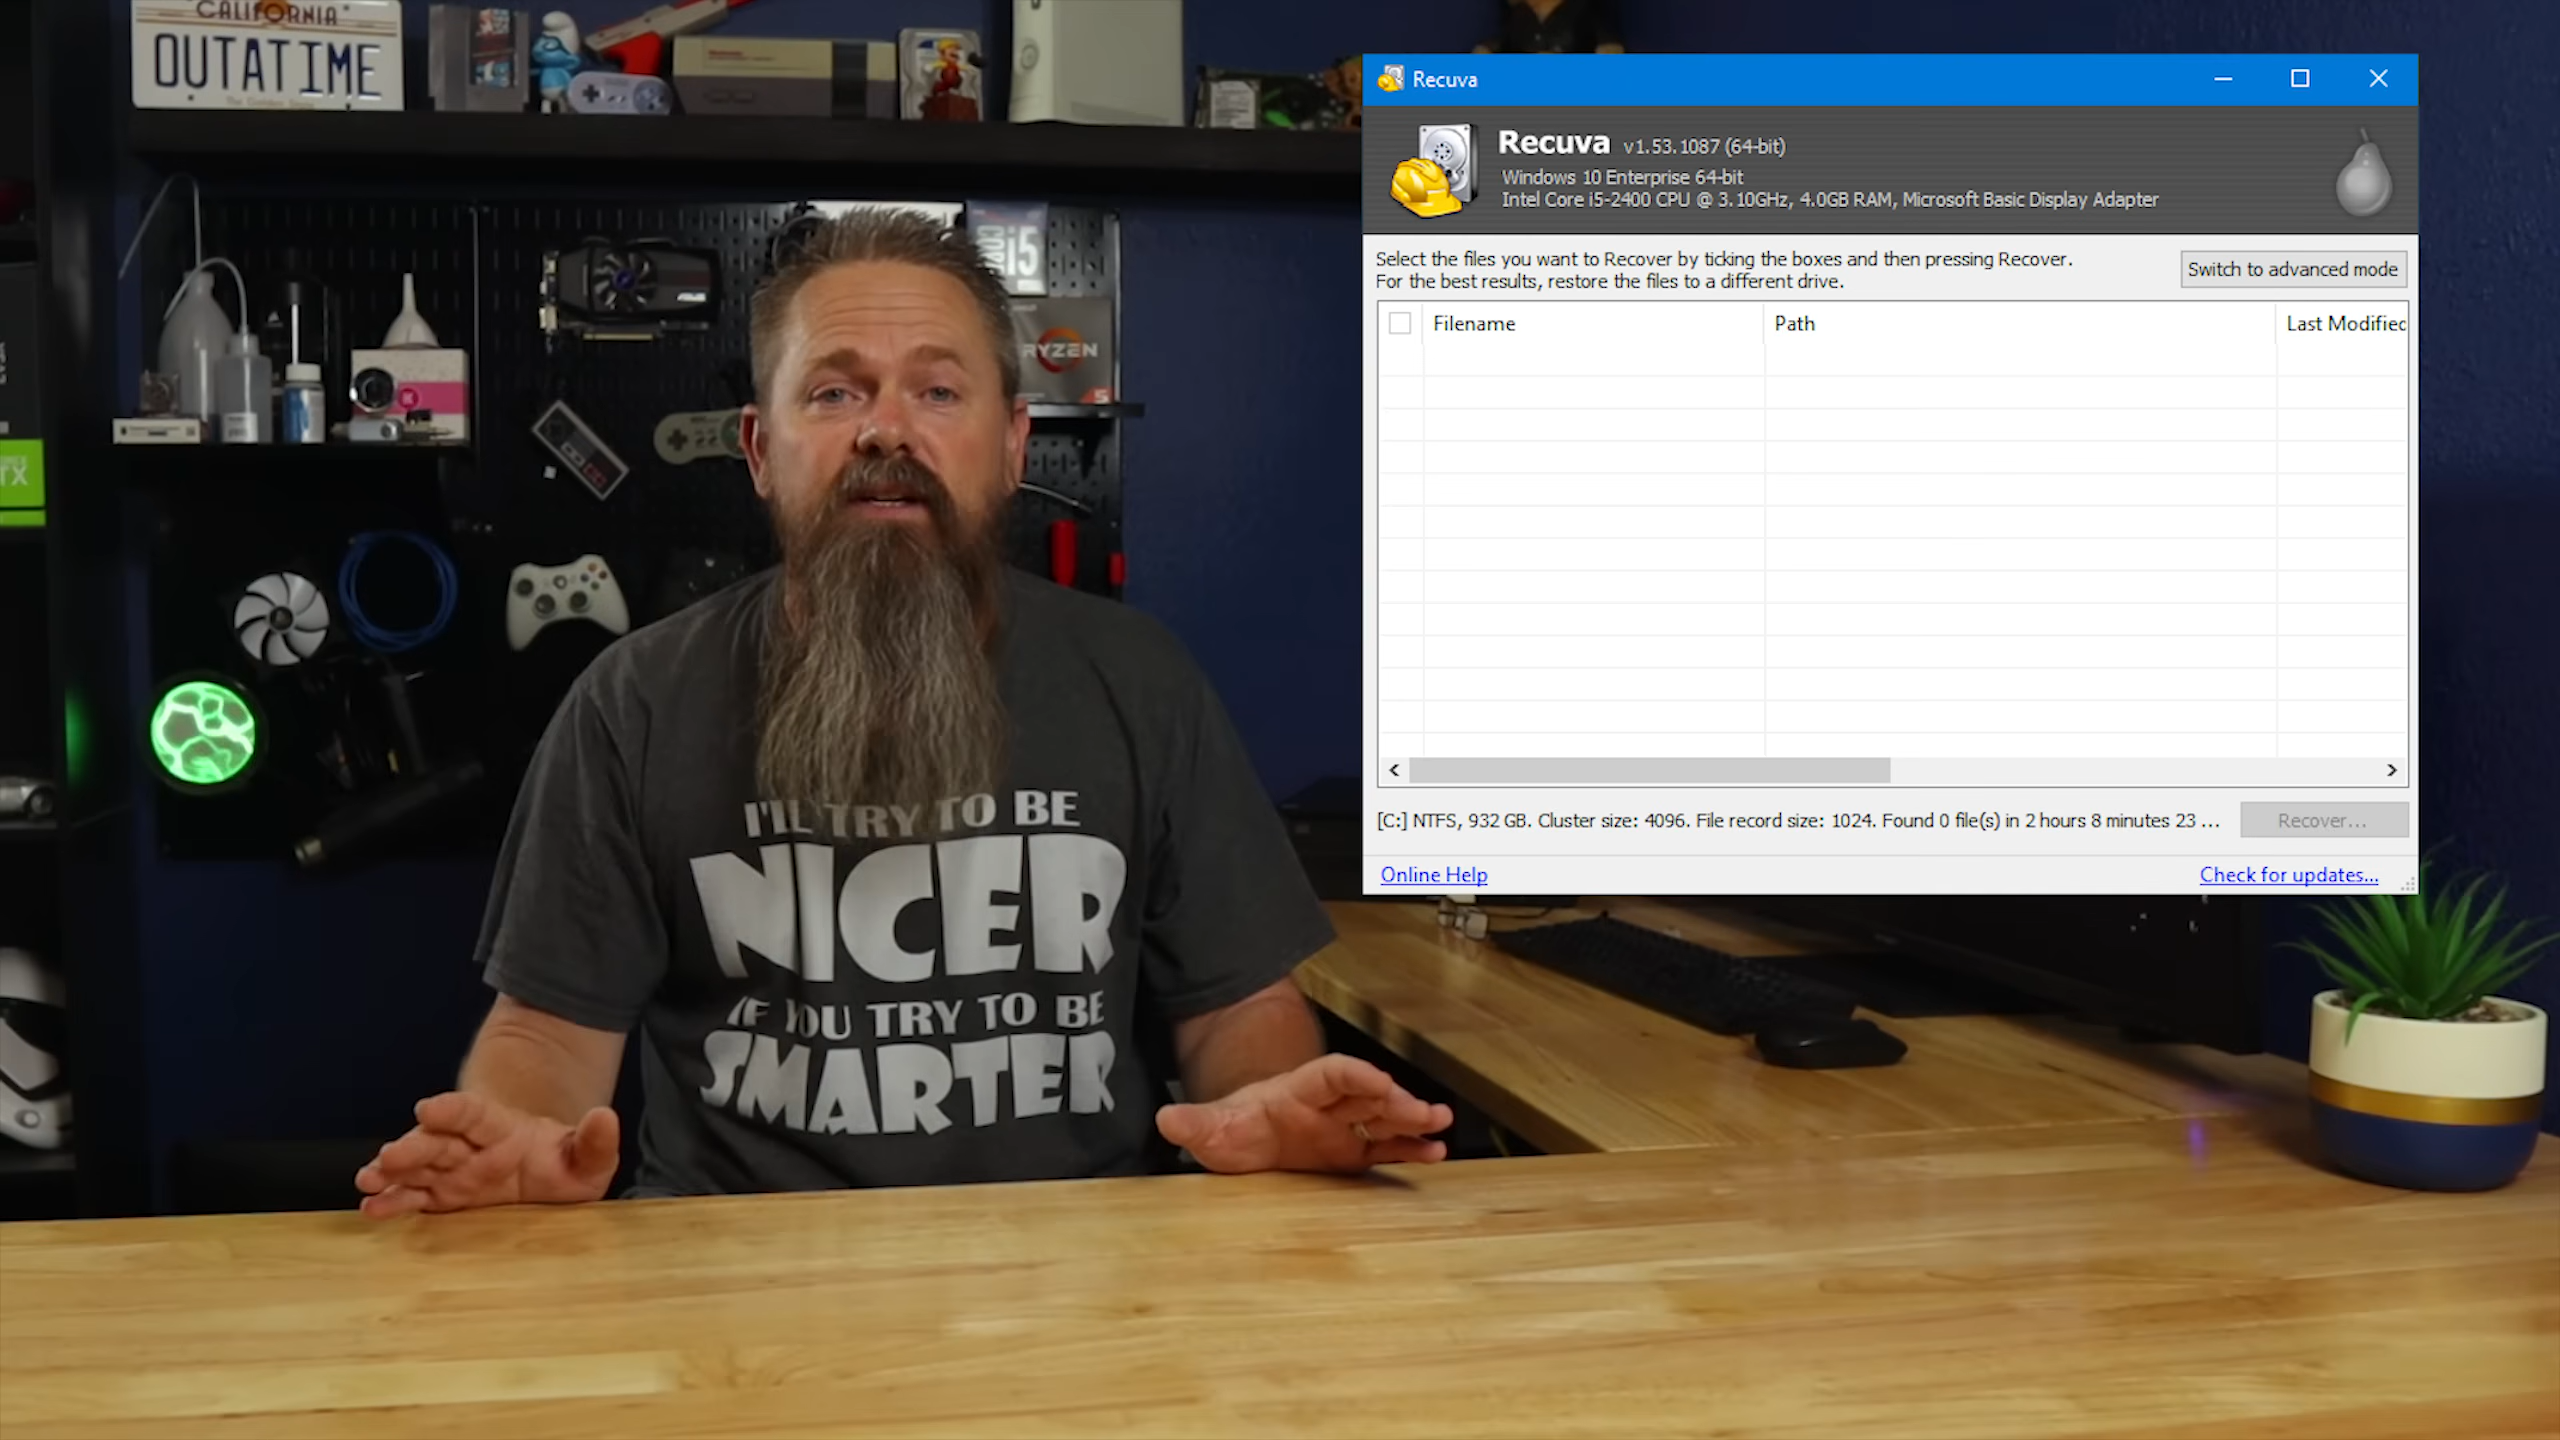 CALIFORNIA
OUTATIME
CORE
i5
RYZEN
5
TX
ASUS
I'LL TRY TO BE
NICER
IF YOU TRY TO BE
SMARTER
Recuva
Recuva v1.53.1087 (64-bit)
Windows 10 Enterprise 64-bit
Intel Core i5-2400 CPU @ 3.10GHz, 4.0GB RAM, Microsoft Basic Display Adapter
Select the files you want to Recover by ticking the boxes and then pressing Recover.
For the best results, restore the files to a different drive.
Switch to advanced mode
Filename Path Last Modified
[C:] NTFS, 932 GB. Cluster size: 4096. File record size: 1024. Found 0 file(s) in 2 hours 8 minutes 23 ...
Recover...
Online Help
Check for updates...